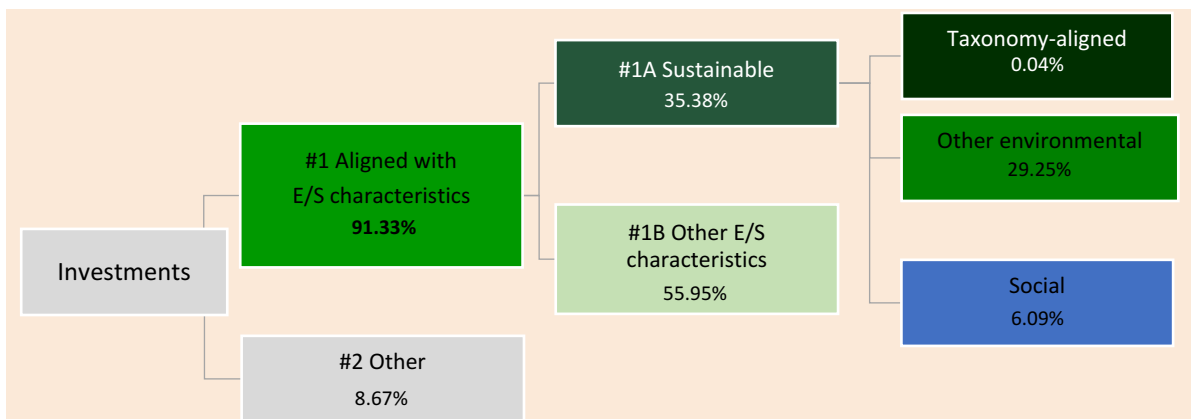 Investments
#1 Aligned with
E/S characteristics
91.33%
#2 Other
8.67%
#1A Sustainable
35.38%
#1B Other E/S
characteristics
55.95%
Taxonomy-aligned
0.04%
Other environmental
29.25%
Social
6.09%